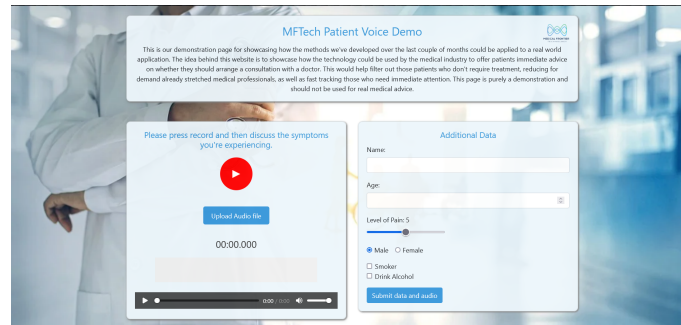 MFTech Patient Voice Demo
MEDICAL FRONTIER
This is our demonstration page for showcasing how the methods we've developed over the last couple of months could be applied to a real world
application. The idea behind this website is to showcase how the technology could be used by the medical industry to offer patients immediate advice
on whether they should arrange a consultation with a doctor. This would help filter out those patients who don't require treatment, reducing for
demand already stretched medical professionals, as well as fast tracking those who need immediate attention. This page is purely a demonstration and
should not be used for real medical advice.
Please press record and then discuss the symptoms
you're experiencing.
Upload Audio file
00:00.000
0:00 / 0:00
Additional Data
Name:
Age:
Level of Pain: 5
Male Female
Smoker
Drink Alcohol
Submit data and audio